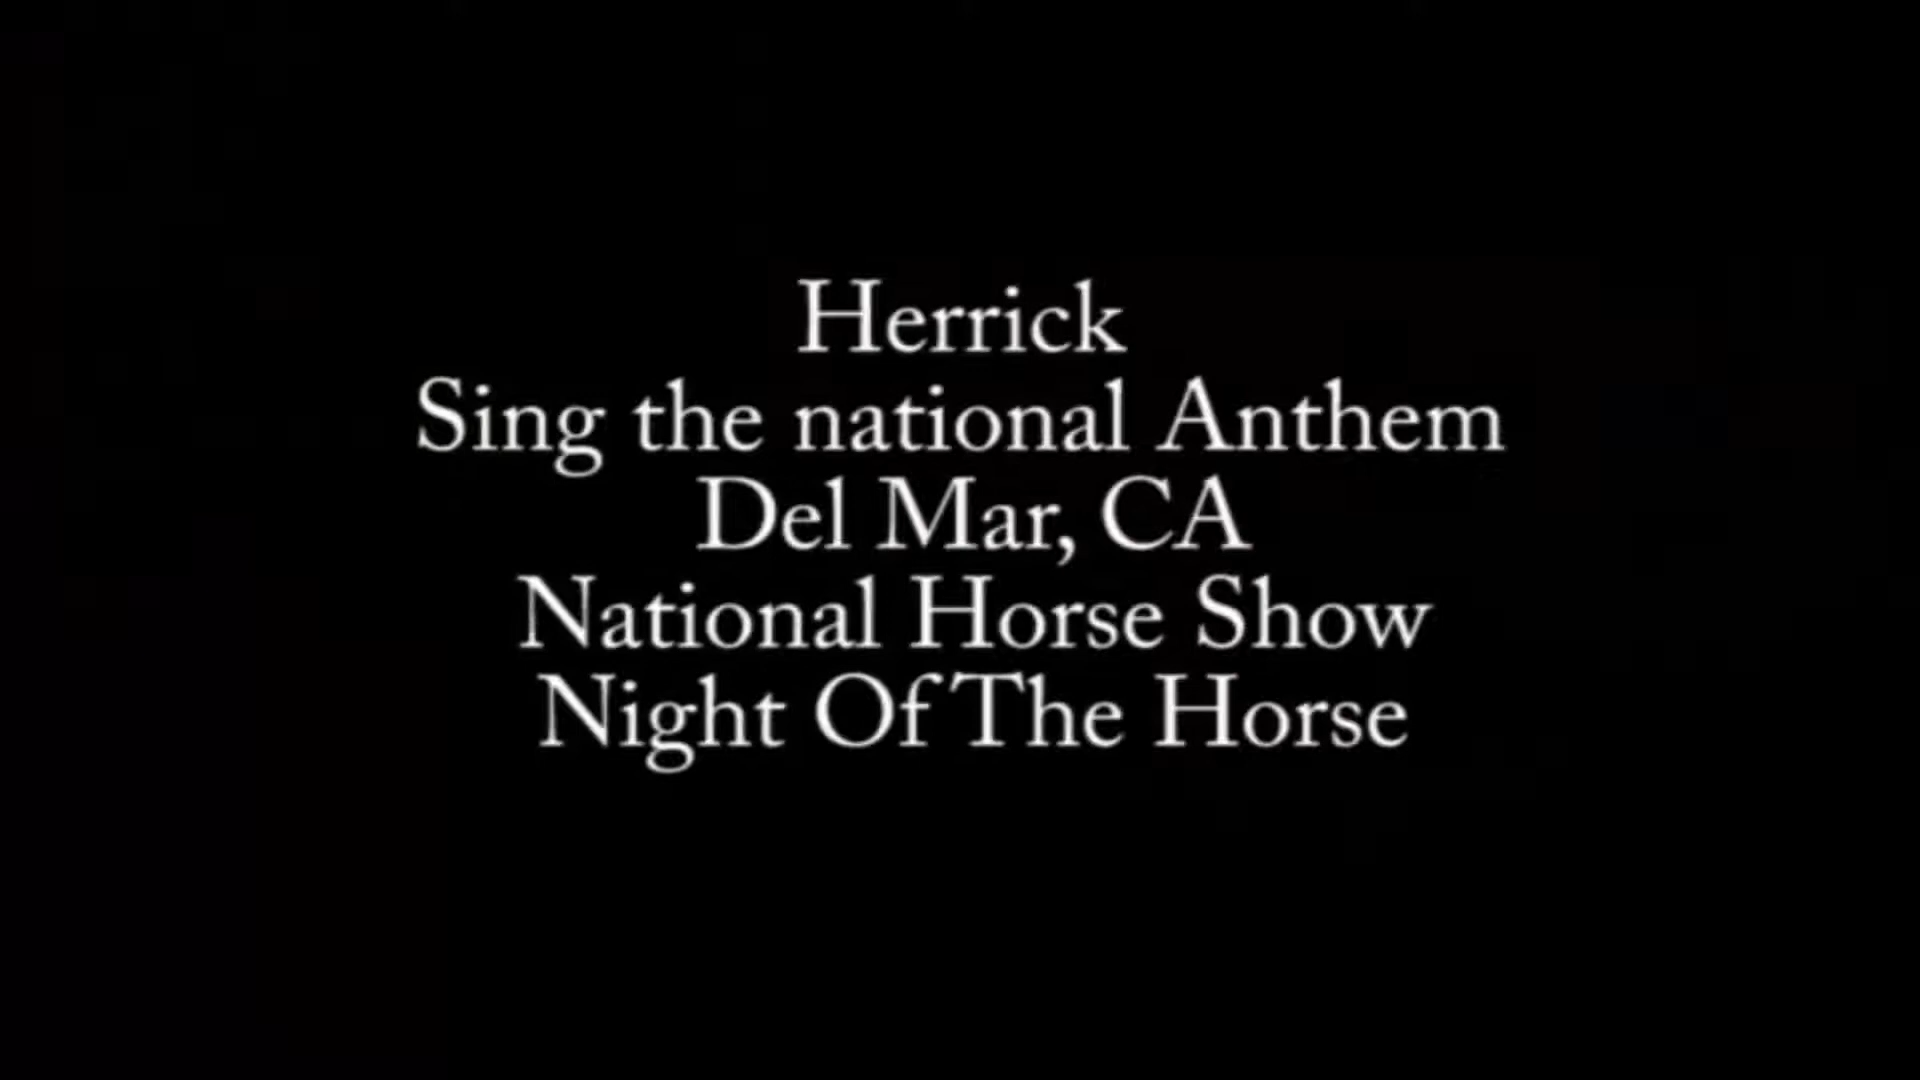 Herrick
Sing the national Anthem
Del Mar, CA
National Horse Show
Night Of The Horse